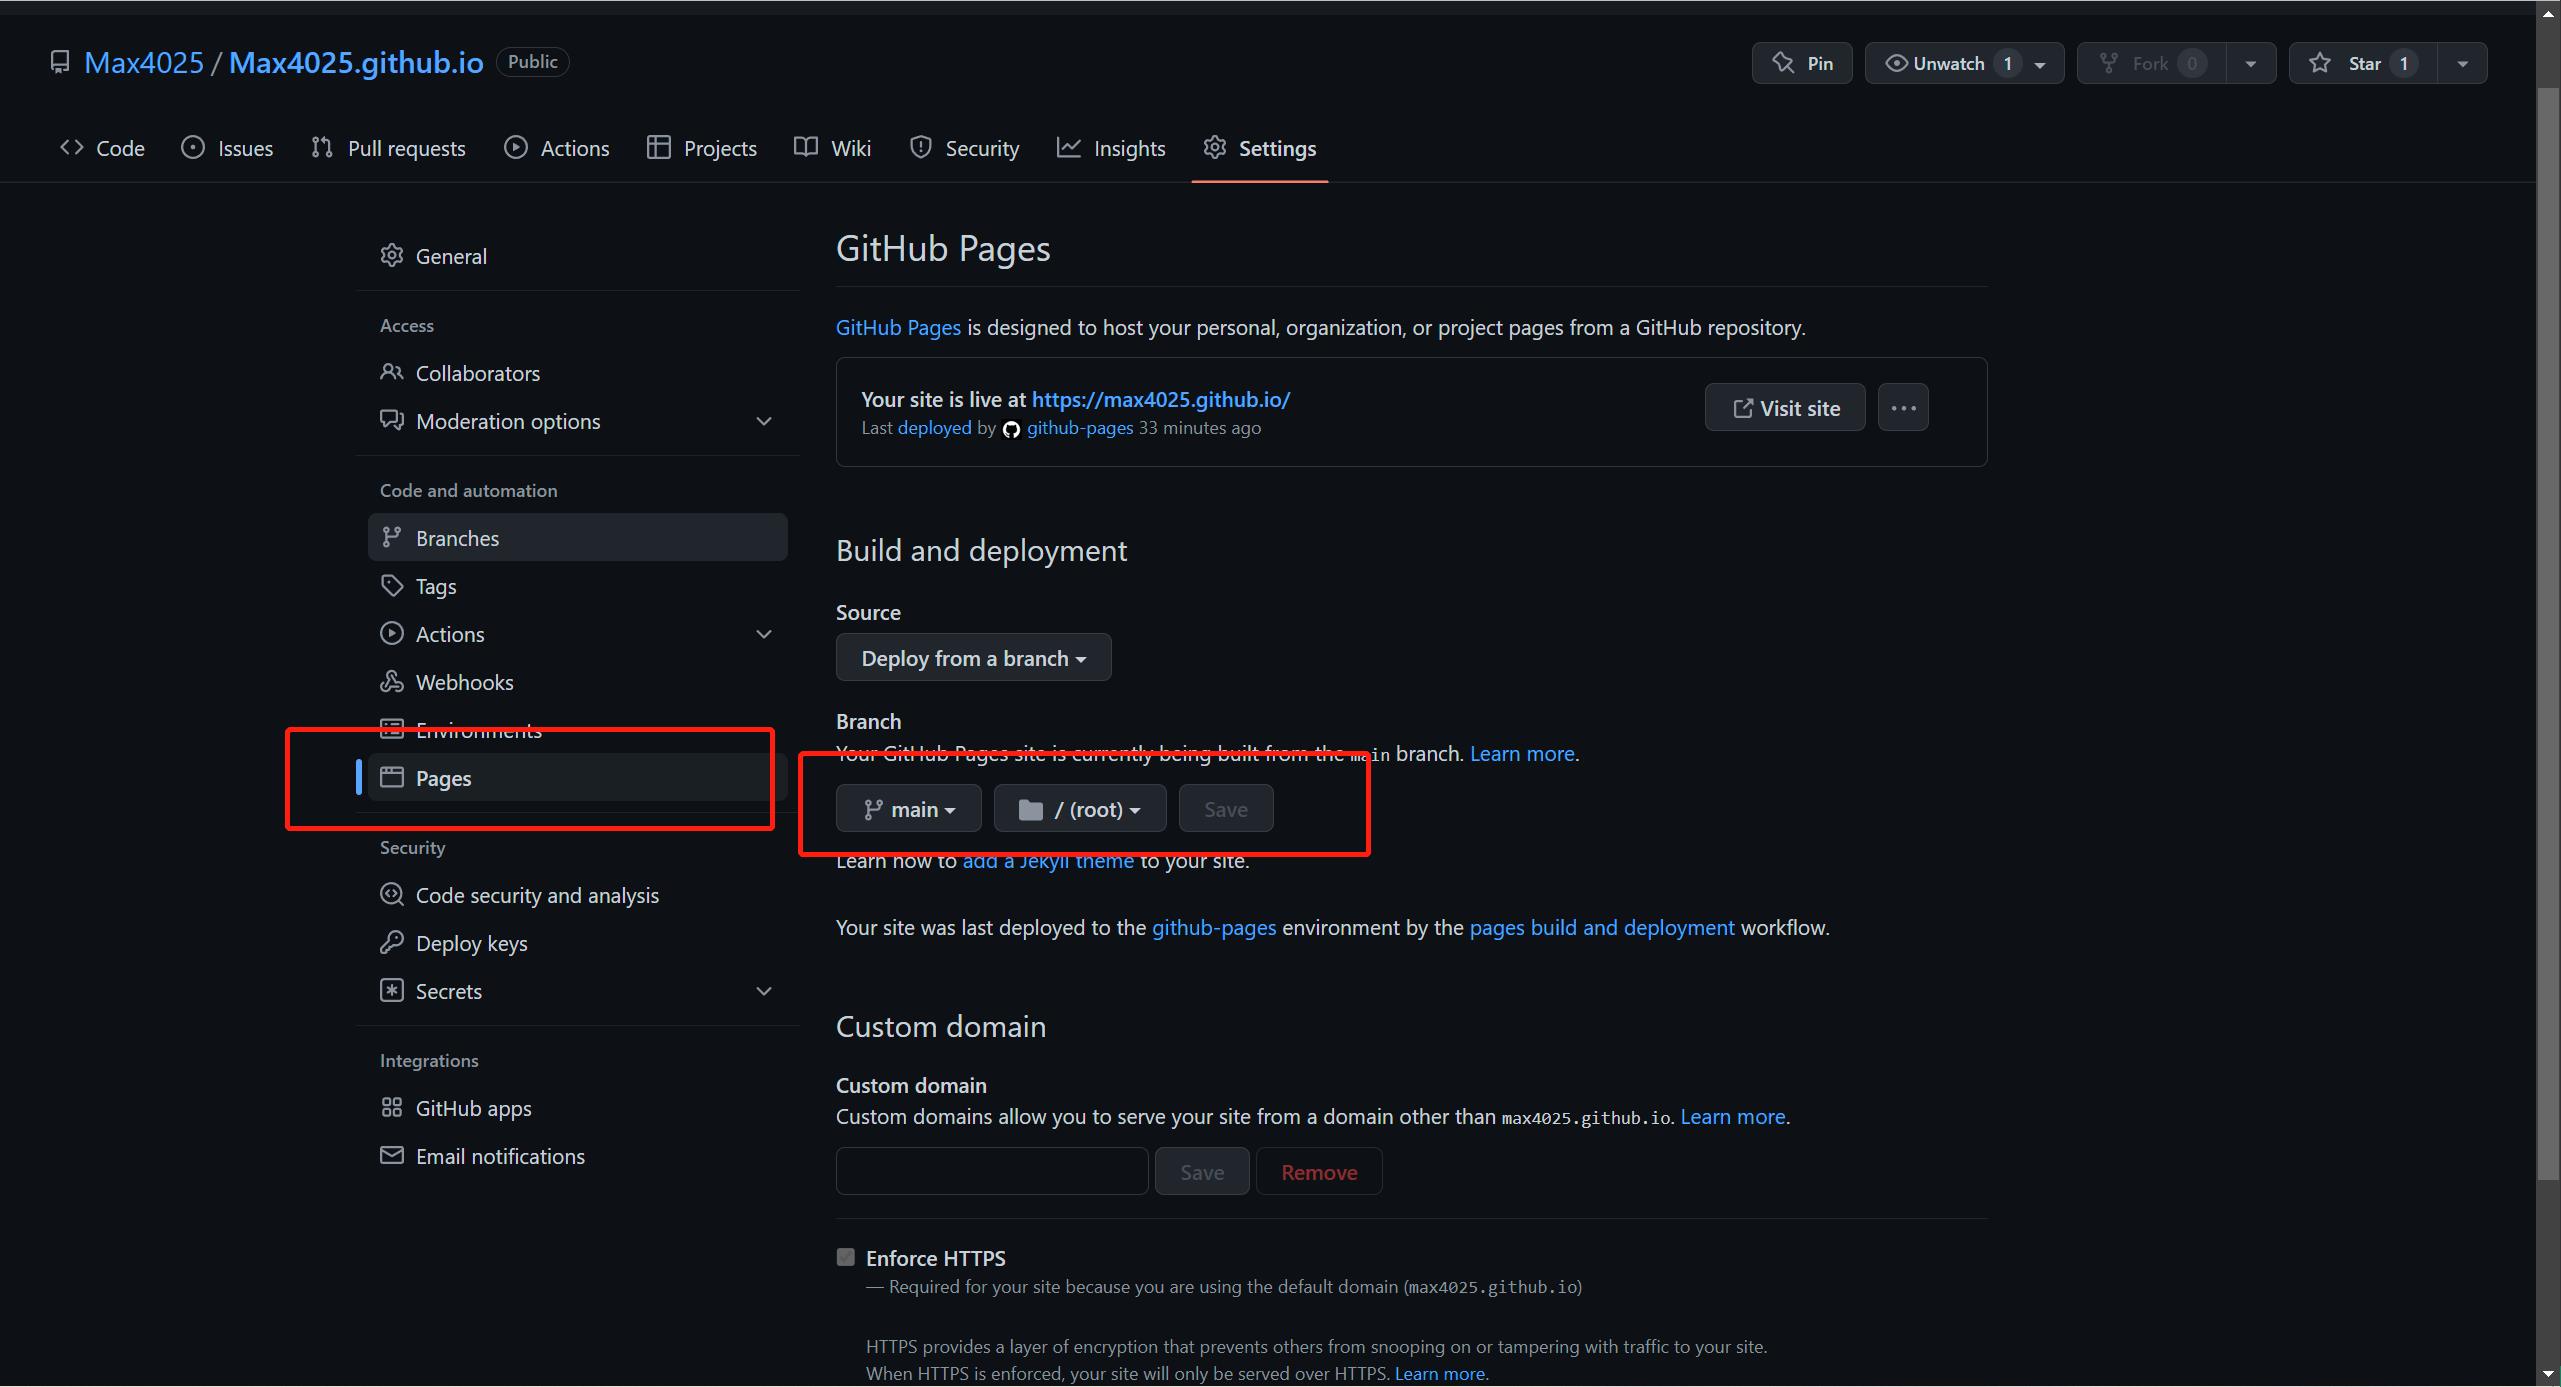 Max4025 / Max4025.github.io Public
Pin Unwatch 1 Fork 0 Star 1
Code Issues Pull requests Actions Projects Wiki Security Insights Settings
General
Access
Collaborators
Moderation options
Code and automation
Branches
Tags
Actions
Webhooks
Environments
Pages
Security
Code security and analysis
Deploy keys
Secrets
Integrations
GitHub apps
Email notifications
GitHub Pages
GitHub Pages is designed to host your personal, organization, or project pages from a GitHub repository.
Your site is live at https://max4025.github.io/
Last deployed by github-pages 33 minutes ago
Visit site
Build and deployment
Source
Deploy from a branch
Branch
Your GitHub Pages site is currently being built from the main branch. Learn more.
main / (root) Save
Learn how to add a Jekyll theme to your site.
Your site was last deployed to the github-pages environment by the pages build and deployment workflow.
Custom domain
Custom domain
Custom domains allow you to serve your site from a domain other than max4025.github.io. Learn more.
Save Remove
Enforce HTTPS
— Required for your site because you are using the default domain (max4025.github.io)
HTTPS provides a layer of encryption that prevents others from snooping on or tampering with traffic to your site.
When HTTPS is enforced, your site will only be served over HTTPS. Learn more.